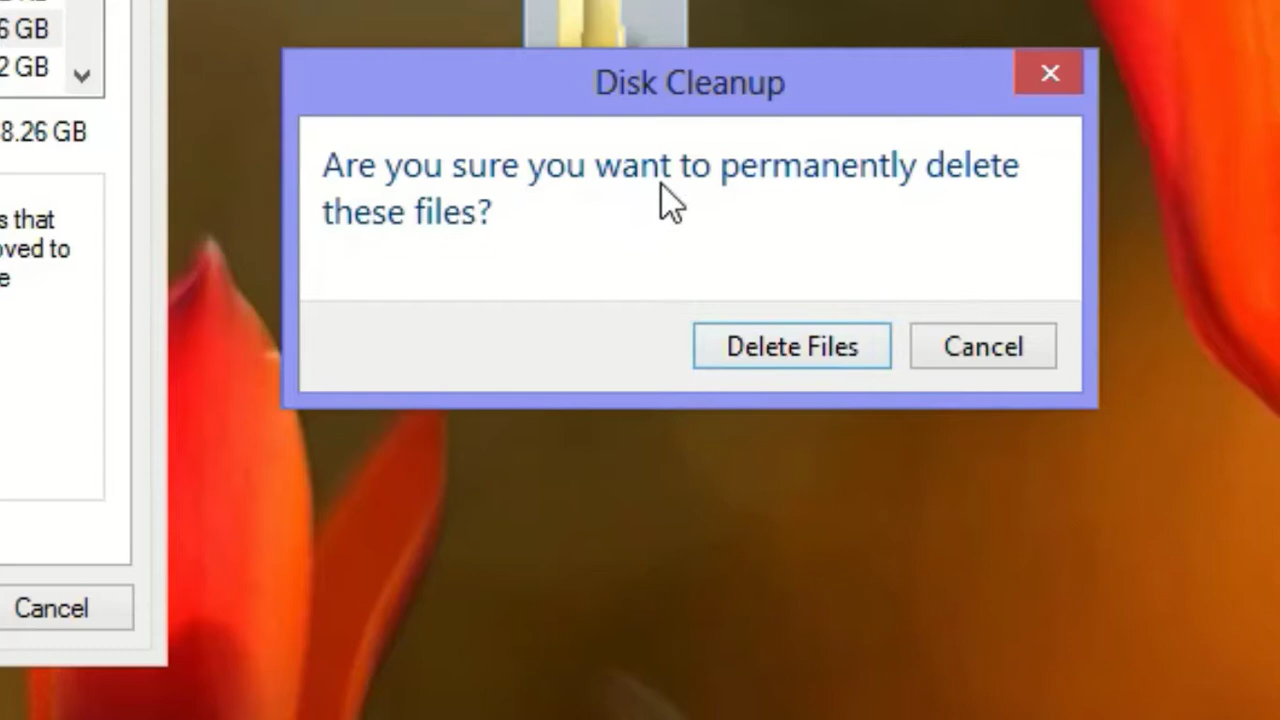 6 GB
2 GB
8.26 GB
s that
oved to
e
Cancel
Disk Cleanup
Are you sure you want to permanently delete
these files?
Delete Files
Cancel